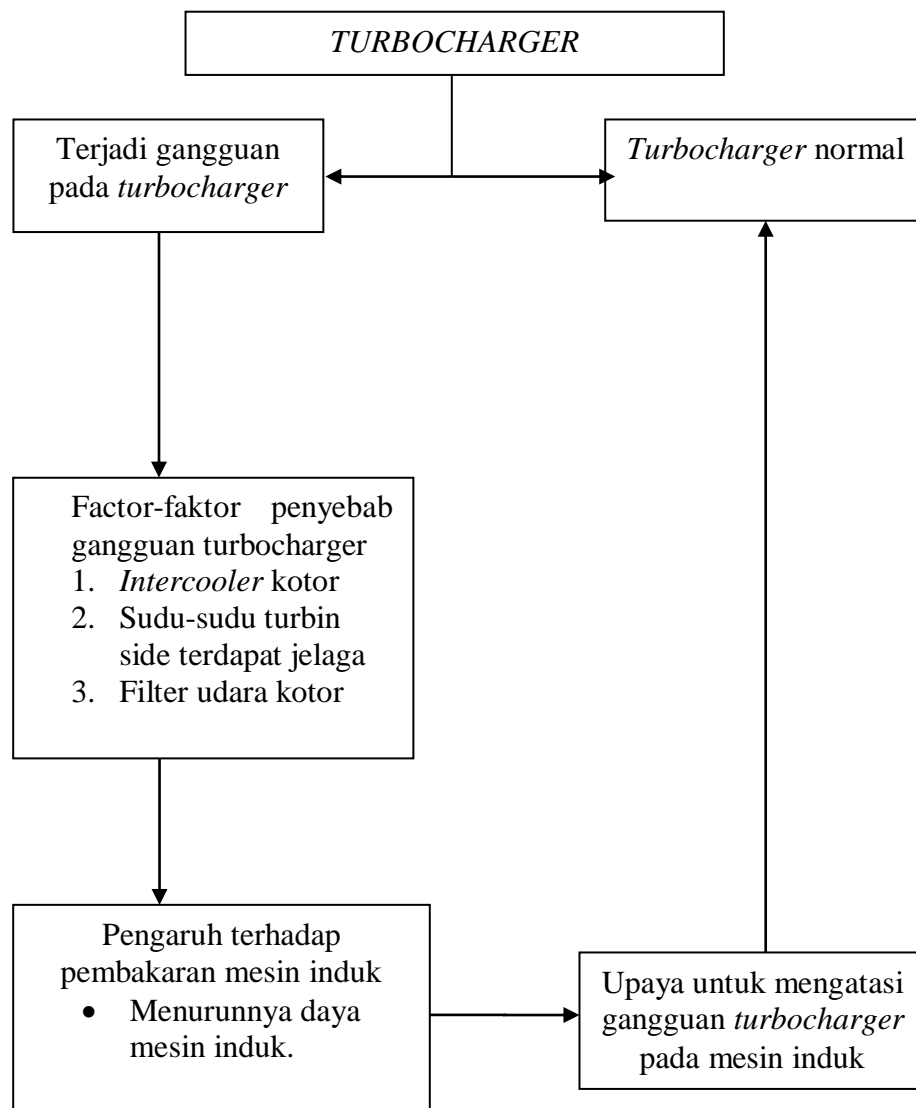 TURBOCHARGER
Terjadi gangguan
pada turbocharger
Turbocharger normal
Factor-faktor penyebab
gangguan turbocharger
1. Intercooler kotor
2. Sudu-sudu turbin
side terdapat jelaga
3. Filter udara kotor
Pengaruh terhadap
pembakaran mesin induk
• Menurunnya daya
mesin induk.
Upaya untuk mengatasi
gangguan turbocharger
pada mesin induk